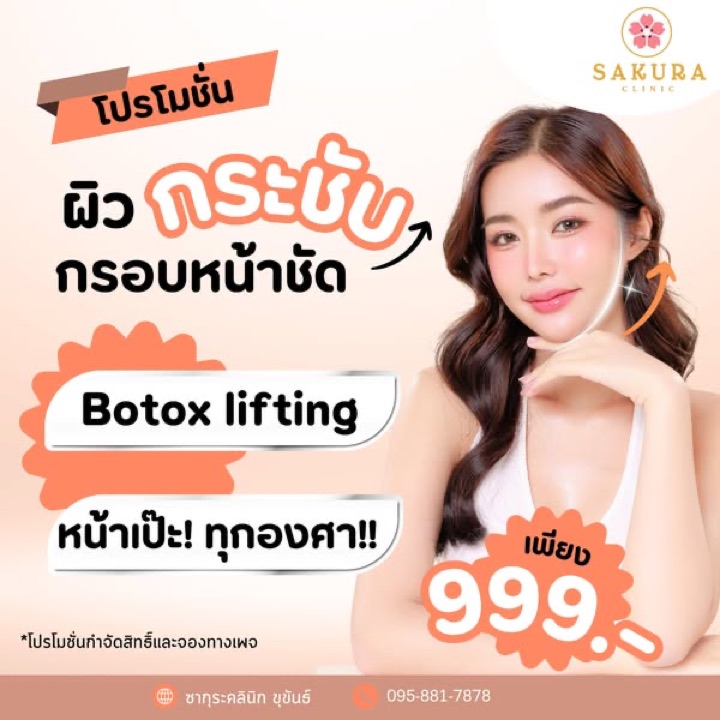 SAKURA
CLINIC
โปรโมชั่น
ผิว กระชับ
กรอบหน้าชัด
Botox lifting
หน้าเป๊ะ! ทุกองศา!!
เพียง
999.-
*โปรโมชั่นกำจัดสิทธิ์และจองทางเพจ
ซากุระคลินิก ขุขันธ์
095-881-7878